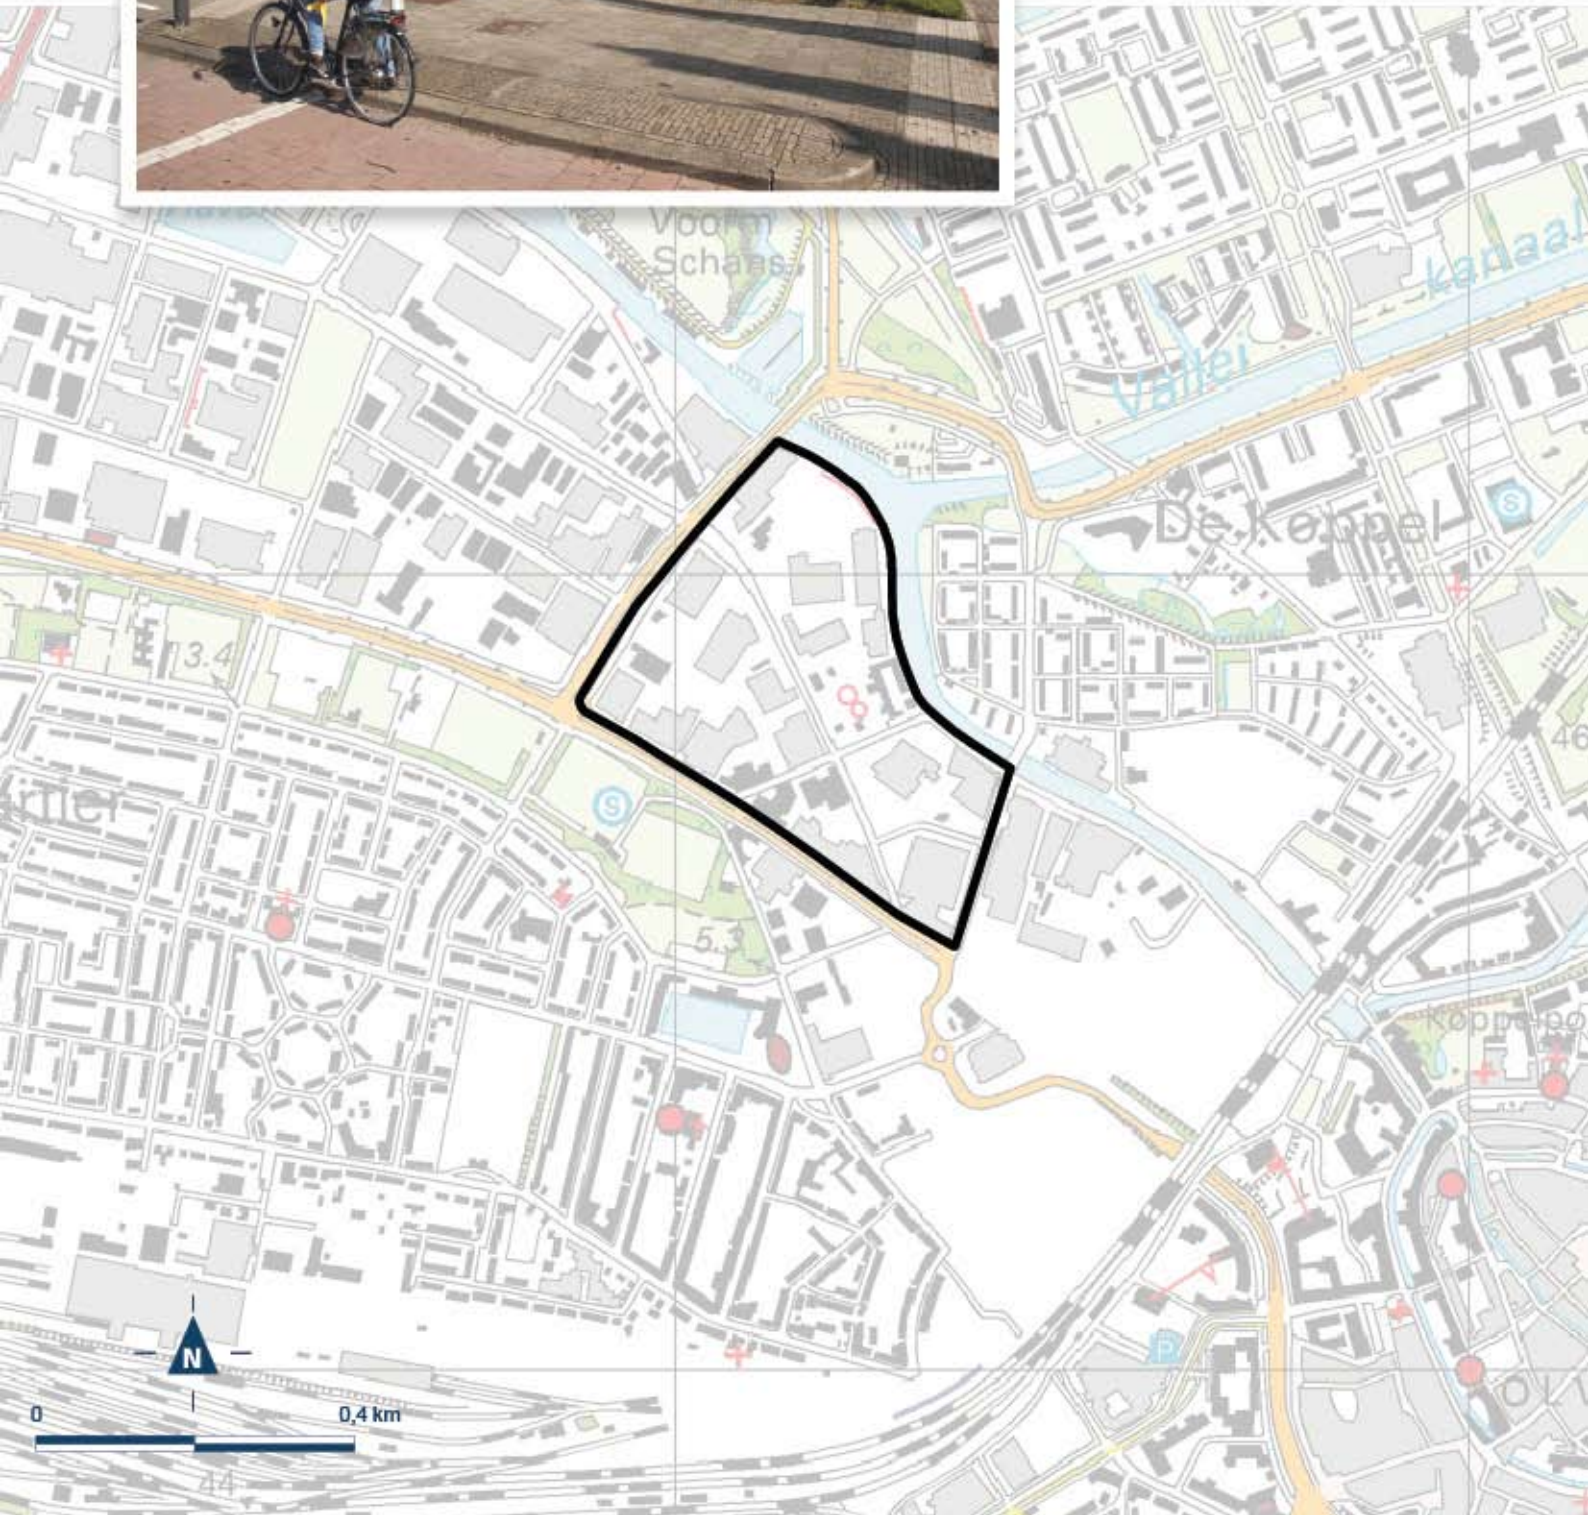 Voorm
Schans
kanaal
Vallei
De Koppel
S
3.4
46
S
5.3
P
N
0
0,4 km
44